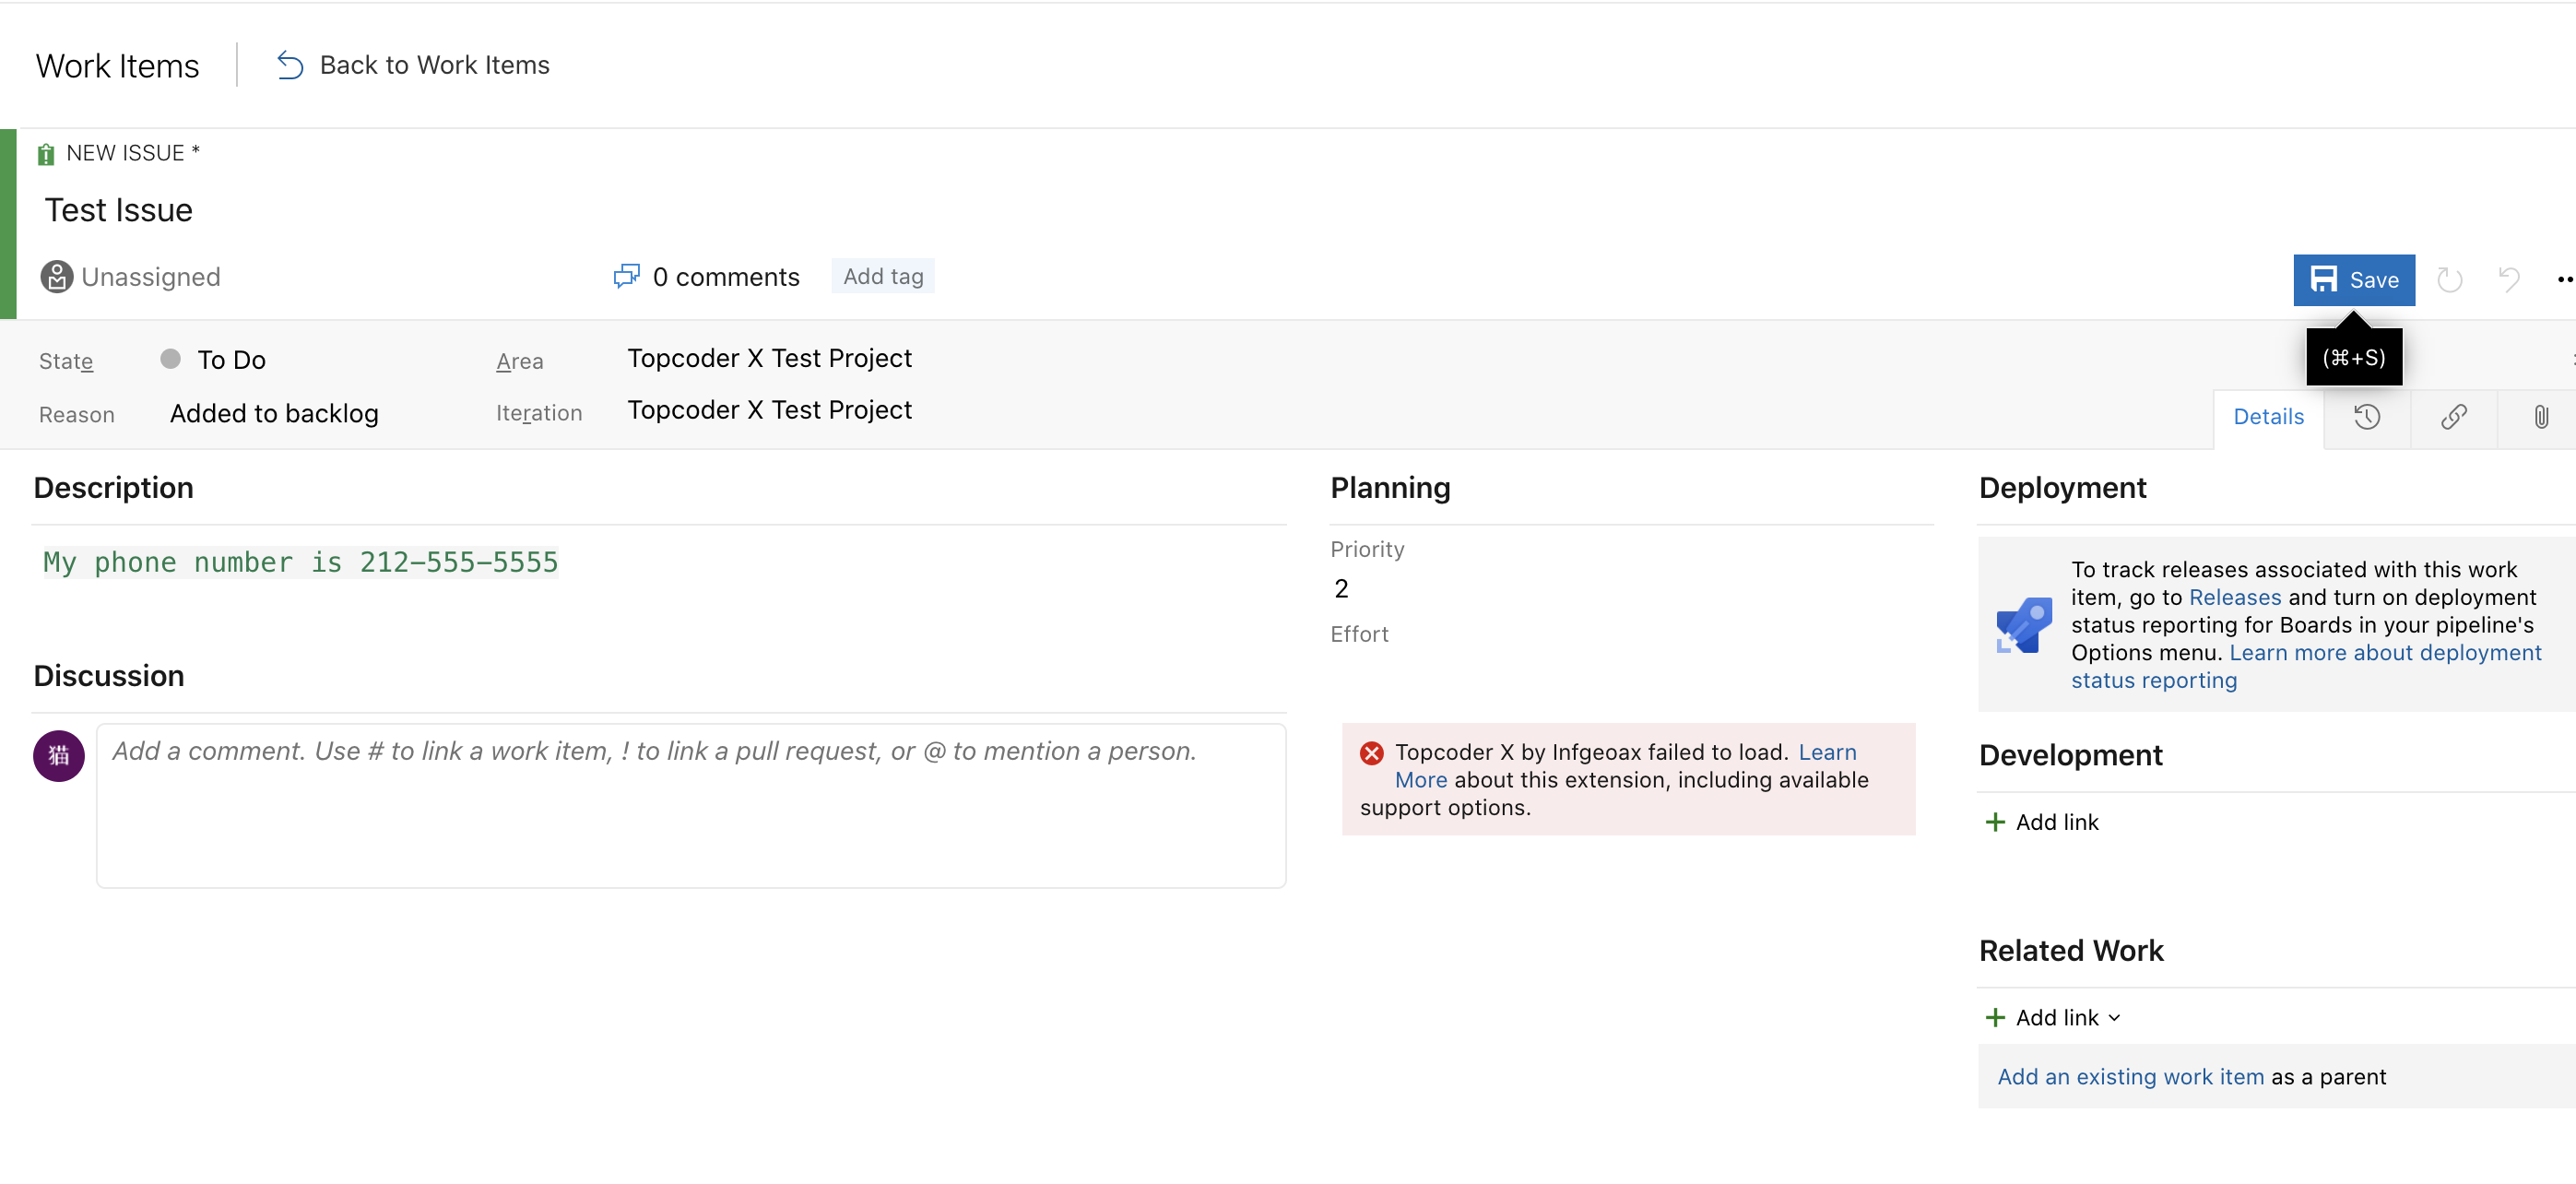 Work Items
Back to Work Items
NEW ISSUE *
Test Issue
Unassigned
0 comments
Add tag
Save
(⌘+S)
State
To Do
Area
Topcoder X Test Project
Reason
Added to backlog
Iteration
Topcoder X Test Project
Details
Description
My phone number is 212-555-5555
Discussion
猫
Add a comment. Use # to link a work item, ! to link a pull request, or @ to mention a person.
Planning
Priority
2
Effort
Topcoder X by Infgeoax failed to load. Learn
More about this extension, including available
support options.
Deployment
To track releases associated with this work
item, go to Releases and turn on deployment
status reporting for Boards in your pipeline's
Options menu. Learn more about deployment
status reporting
Development
+ Add link
Related Work
+ Add link
Add an existing work item as a parent